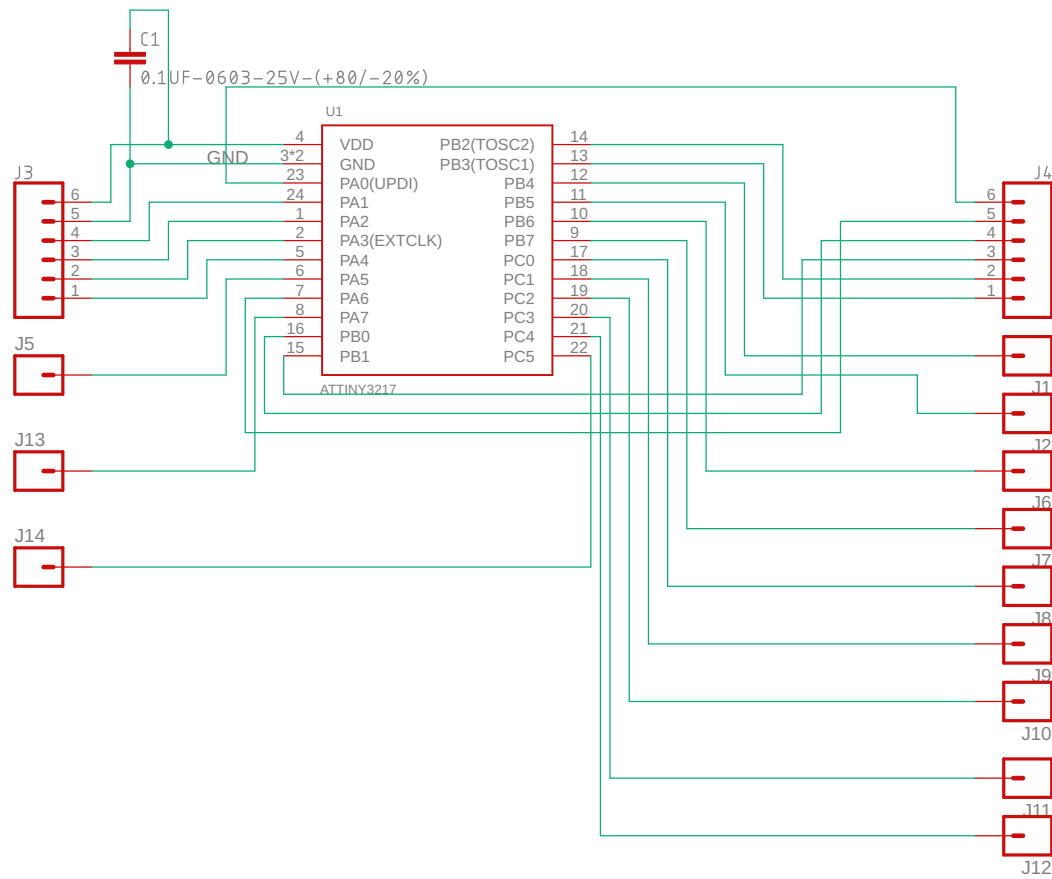 C1
0.1UF-0603-25V-(+80/-20%)
U1
4 VDD PB2(TOSC2) 14
GND 3*2 GND PB3(TOSC1) 13
23 PA0(UPDI) PB4 12
24 PA1 PB5 11
1 PA2 PB6 10
2 PA3(EXTCLK) PB7 9
5 PA4 PC0 17
6 PA5 PC1 18
7 PA6 PC2 19
8 PA7 PC3 20
16 PB0 PC4 21
15 PB1 PC5 22
ATTINY3217
J3
6
5
4
3
2
1
J5
J13
J14
J4
6
5
4
3
2
1
J1
J2
J6
J7
J8
J9
J10
J11
J12